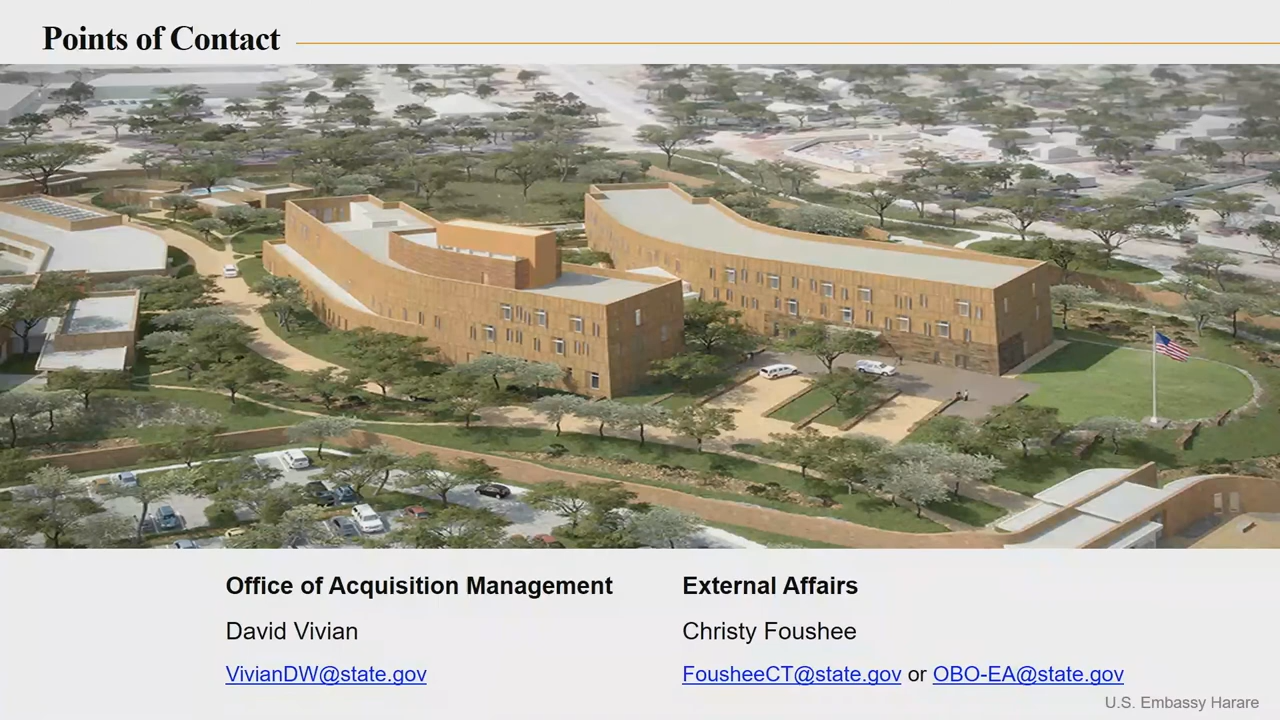 Points of Contact
Office of Acquisition Management
David Vivian
VivianDW@state.gov
External Affairs
Christy Foushee
FousheeCT@state.gov or OBO-EA@state.gov
U.S. Embassy Harare